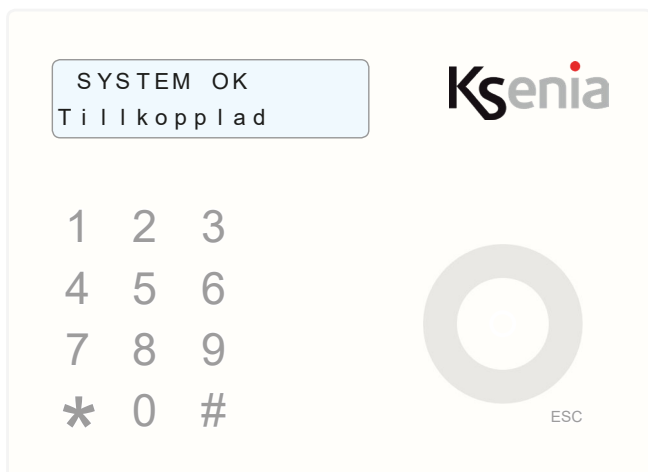 SYSTEM OK
Tillkopplad
Ksenia
1 2 3
4 5 6
7 8 9
* 0 #
ESC